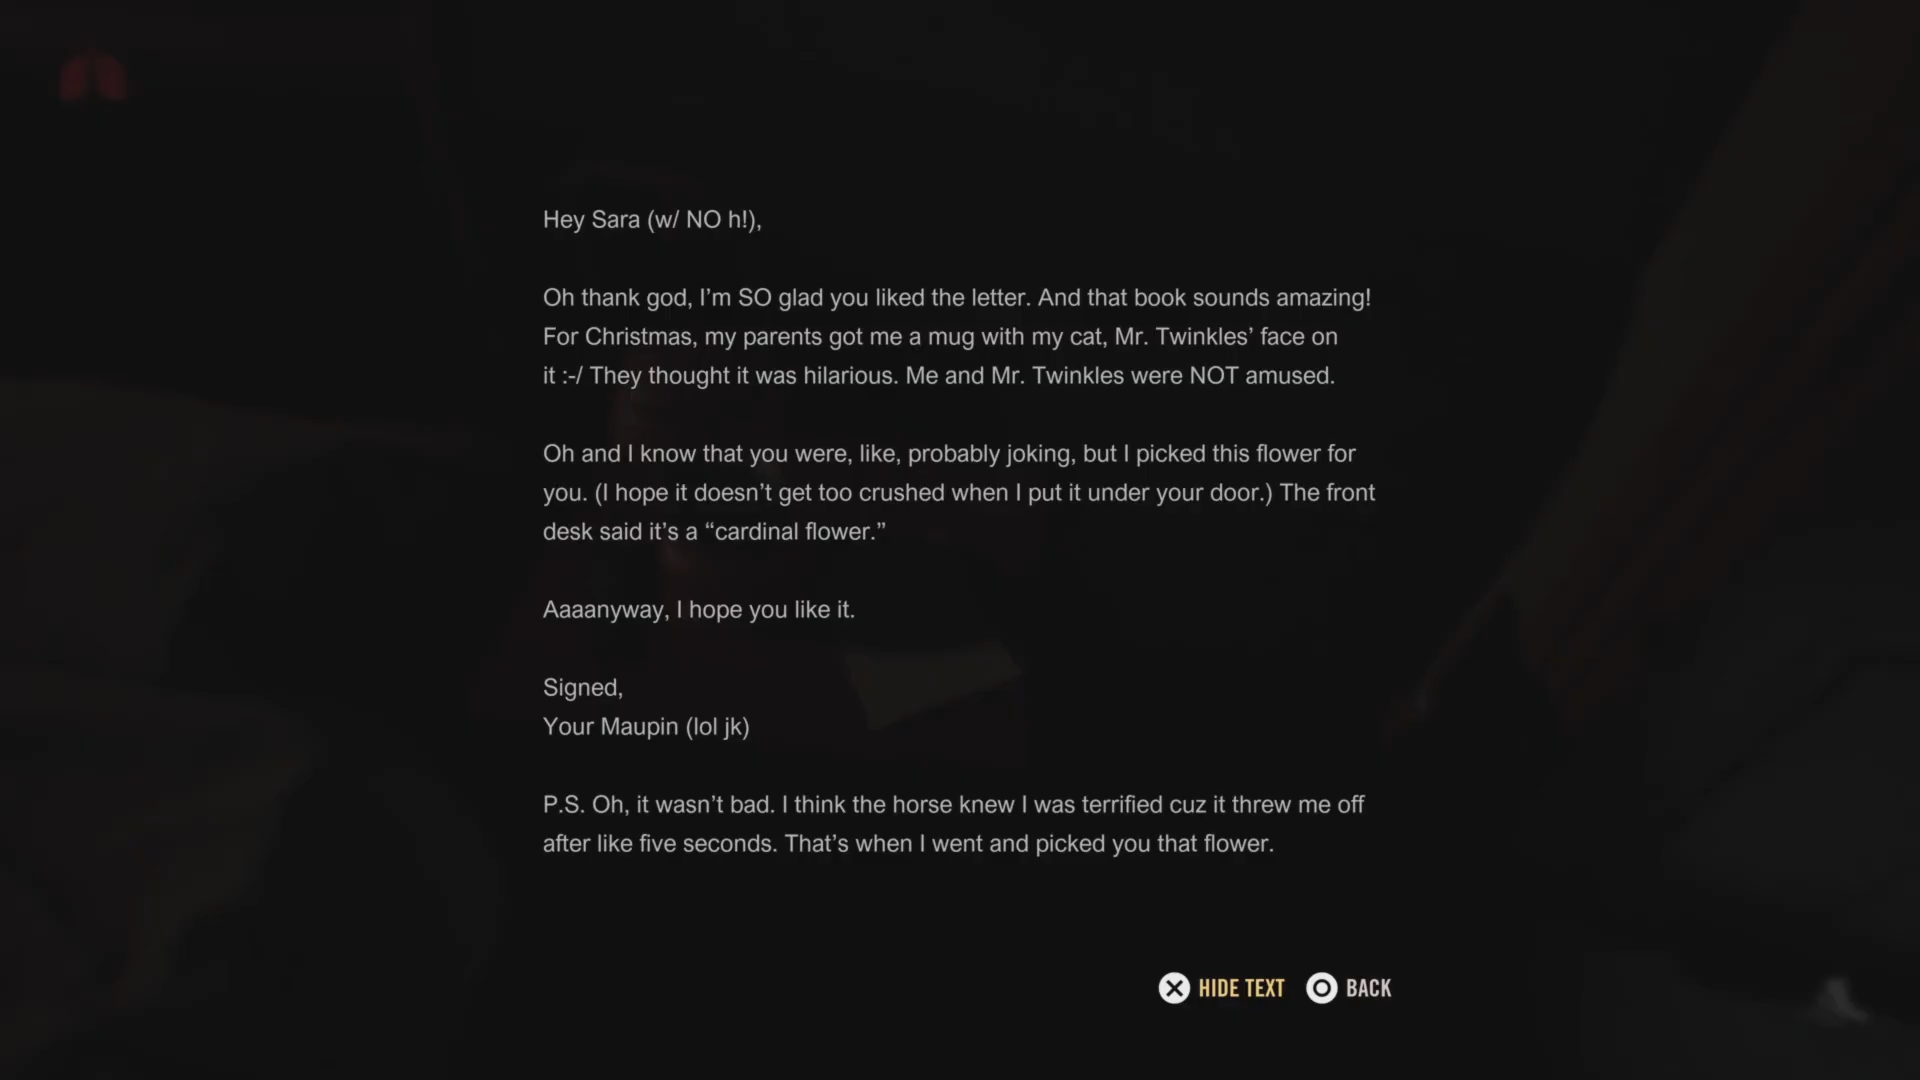 Hey Sara (w/ NO h!),
Oh thank god, I’m SO glad you liked the letter. And that book sounds amazing!
For Christmas, my parents got me a mug with my cat, Mr. Twinkles’ face on
it :-/ They thought it was hilarious. Me and Mr. Twinkles were NOT amused.
Oh and I know that you were, like, probably joking, but I picked this flower for
you. (I hope it doesn’t get too crushed when I put it under your door.) The front
desk said it’s a “cardinal flower.”
Aaaanyway, I hope you like it.
Signed,
Your Maupin (lol jk)
P.S. Oh, it wasn’t bad. I think the horse knew I was terrified cuz it threw me off
after like five seconds. That’s when I went and picked you that flower.
HIDE TEXT BACK